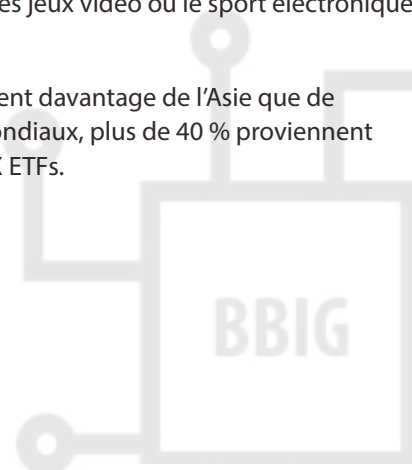 es jeux vidéo ou le sport électronique
ent davantage de l’Asie que de
ondiaux, plus de 40 % proviennent
ETFs.
BBIG